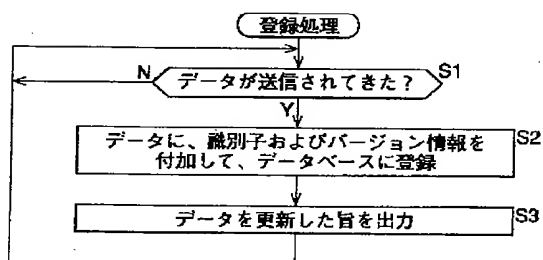 登録処理
N
データが送信されてきた?
S1
Y
データに、識別子およびバージョン情報を
付加して、データベースに登録
S2
データを更新した旨を出力
S3